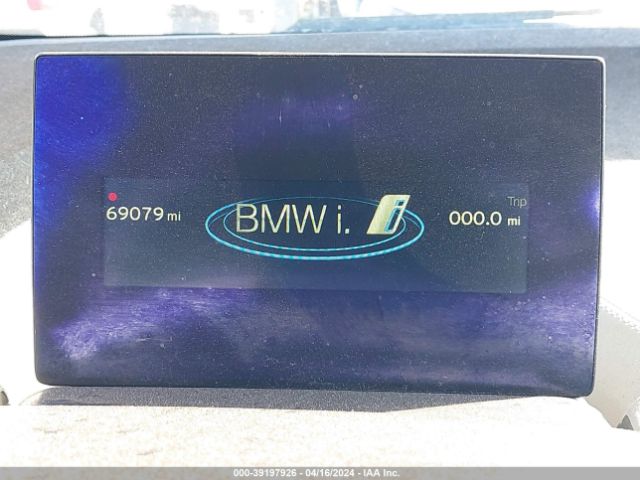 Trip
69079 mi
BMW i. i
000.0 mi
000-39197926 - 04/16/2024 - IAA Inc.